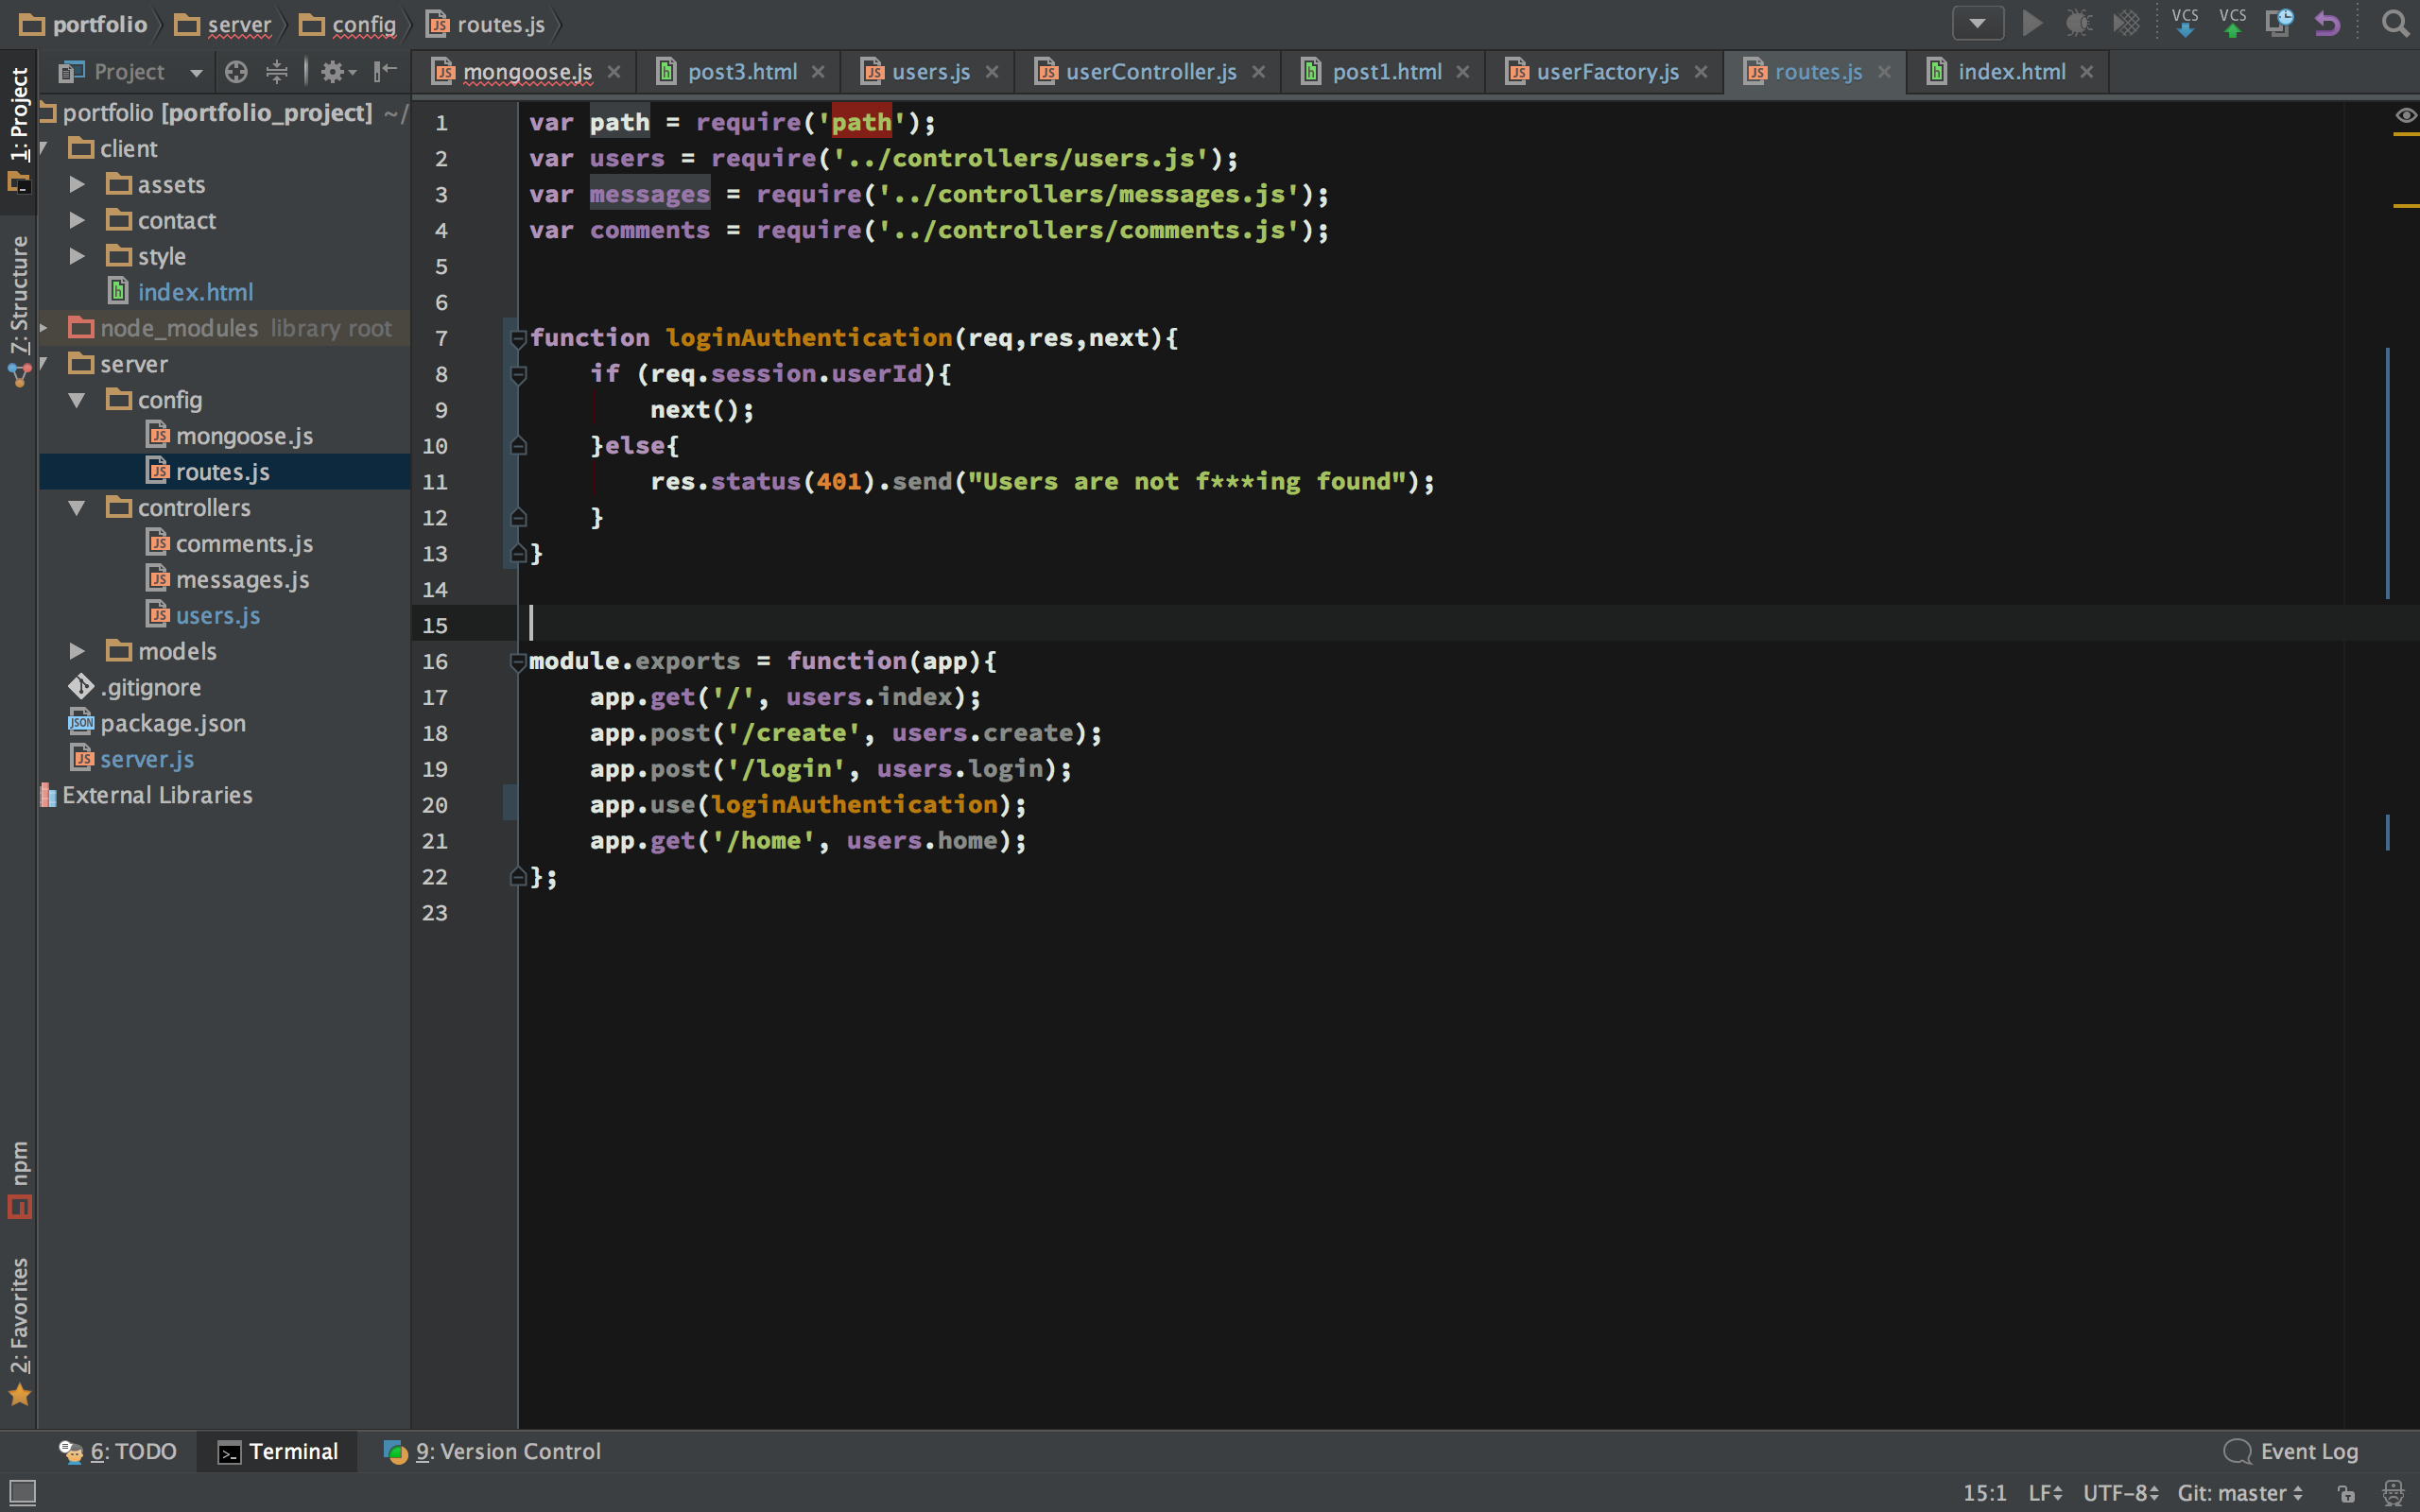 portfolio server config routes.js
VCS VCS
Project
mongoose.js post3.html users.js userController.js post1.html userFactory.js routes.js index.html
1: Project
7: Structure
npm
2: Favorites
portfolio [portfolio_project] ~/
client
assets
contact
style
index.html
node_modules library root
server
config
mongoose.js
routes.js
controllers
comments.js
messages.js
users.js
models
.gitignore
package.json
server.js
External Libraries
1 var path = require('path');
2 var users = require('../controllers/users.js');
3 var messages = require('../controllers/messages.js');
4 var comments = require('../controllers/comments.js');
5
6
7 function loginAuthentication(req,res,next){
8 if (req.session.userId){
9 next();
10 }else{
11 res.status(401).send("Users are not f***ing found");
12 }
13 }
14
15
16 module.exports = function(app){
17 app.get('/', users.index);
18 app.post('/create', users.create);
19 app.post('/login', users.login);
20 app.use(loginAuthentication);
21 app.get('/home', users.home);
22 };
23
6: TODO Terminal 9: Version Control Event Log
15:1 LF UTF-8 Git: master